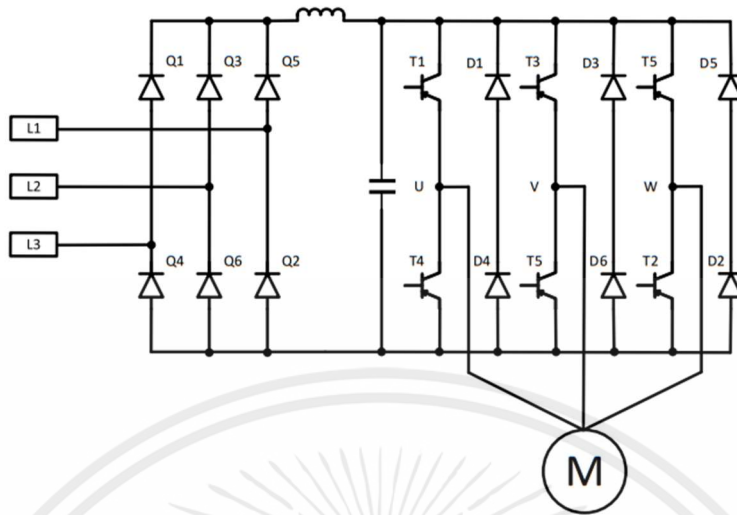 Q1 Q3 Q5 T1 D1 T3 D3 T5 D5
L1
L2 U V W
L3
Q4 Q6 Q2 T4 D4 T5 D6 T2 D2
M